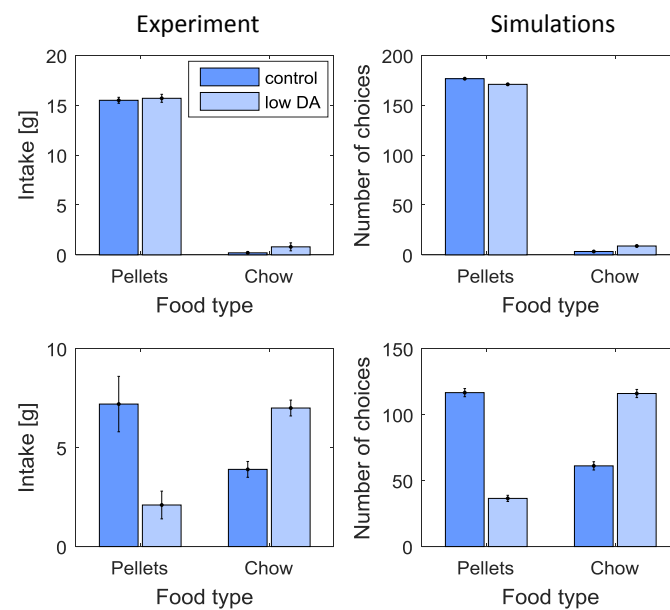 Experiment
Simulations
20
15
10
5
0
Intake [g]
control
low DA
Pellets
Chow
Food type
200
150
100
50
0
Number of choices
Pellets
Chow
Food type
10
5
0
Intake [g]
Pellets
Chow
Food type
150
100
50
0
Number of choices
Pellets
Chow
Food type